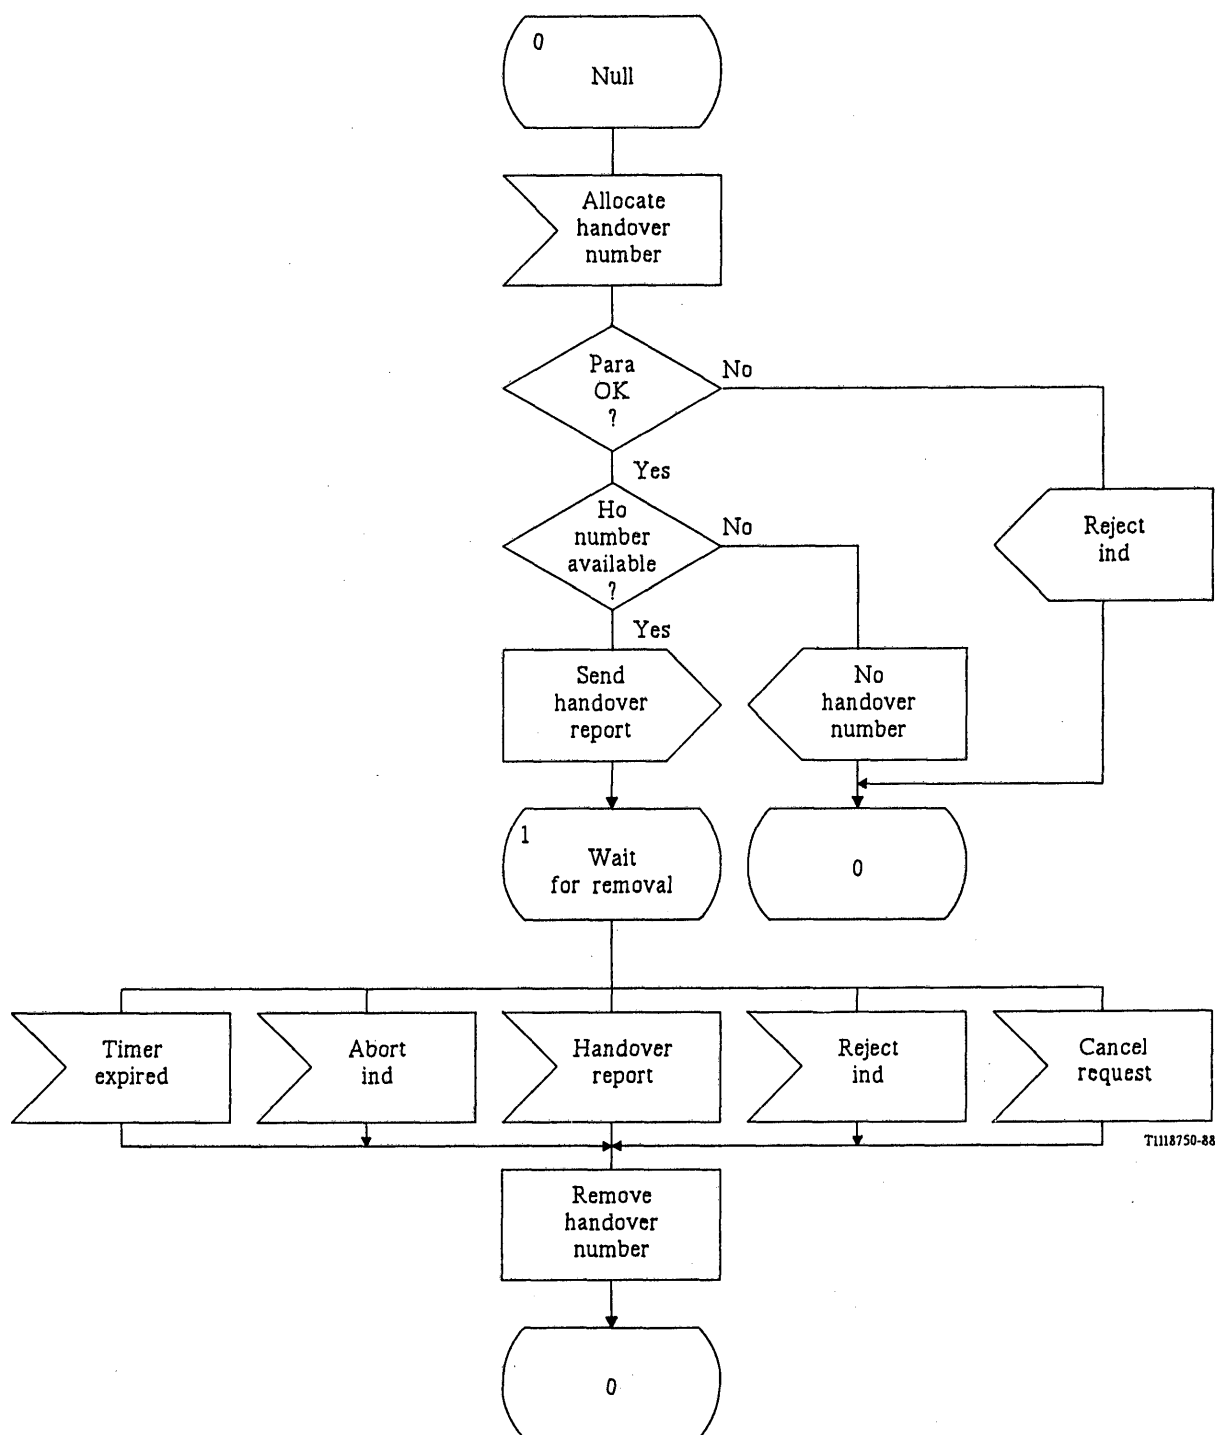 0
Null
Allocate
handover
number
Para
OK
?
No
Yes
Ho
number
available
?
No
Reject
ind
Yes
Send
handover
report
No
handover
number
1
Wait
for removal
0
Timer
expired
Abort
ind
Handover
report
Reject
ind
Cancel
request
T1118750-88
Remove
handover
number
0